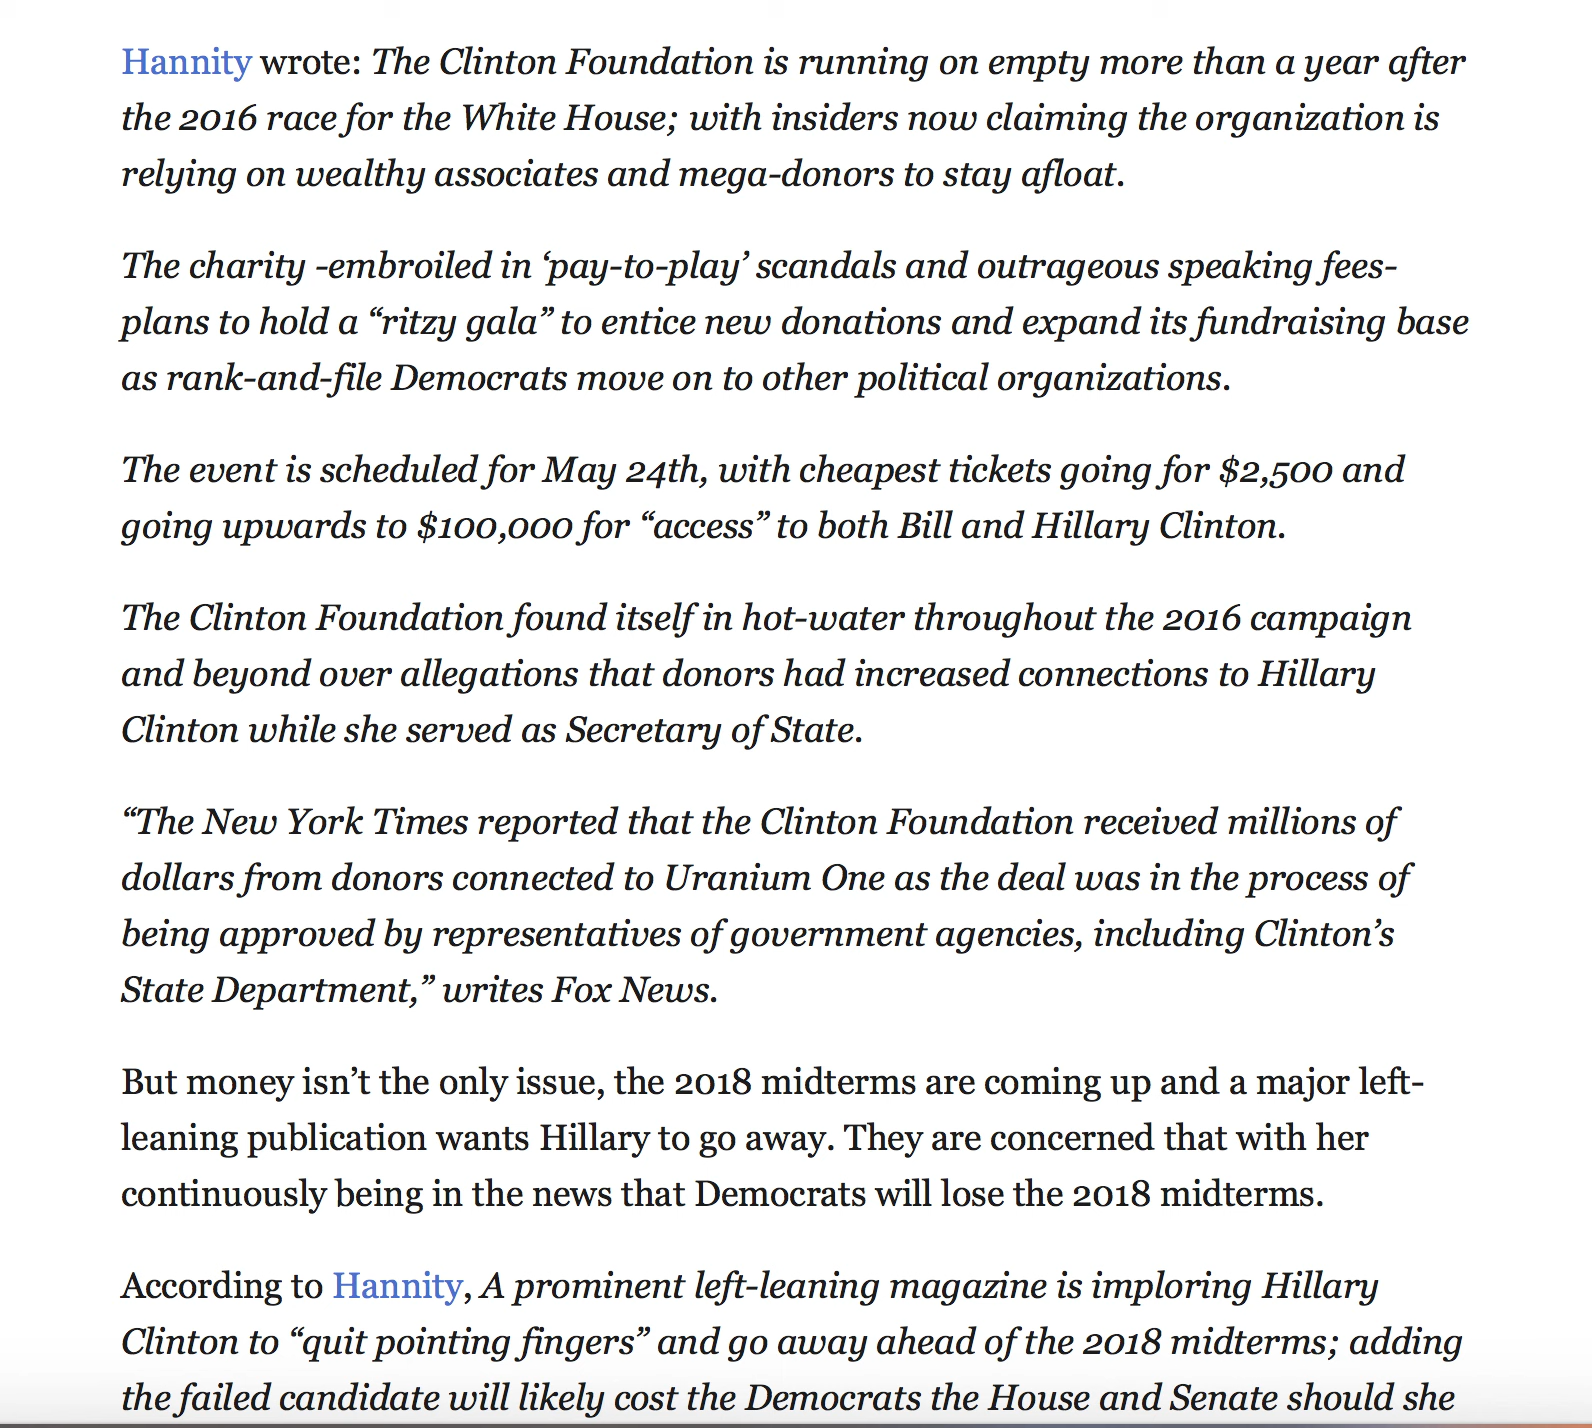 Hannity wrote: The Clinton Foundation is running on empty more than a year after
the 2016 race for the White House; with insiders now claiming the organization is
relying on wealthy associates and mega-donors to stay afloat.
The charity -embroiled in ‘pay-to-play’ scandals and outrageous speaking fees-
plans to hold a “ritzy gala” to entice new donations and expand its fundraising base
as rank-and-file Democrats move on to other political organizations.
The event is scheduled for May 24th, with cheapest tickets going for $2,500 and
going upwards to $100,000 for “access” to both Bill and Hillary Clinton.
The Clinton Foundation found itself in hot-water throughout the 2016 campaign
and beyond over allegations that donors had increased connections to Hillary
Clinton while she served as Secretary of State.
“The New York Times reported that the Clinton Foundation received millions of
dollars from donors connected to Uranium One as the deal was in the process of
being approved by representatives of government agencies, including Clinton’s
State Department,” writes Fox News.
But money isn’t the only issue, the 2018 midterms are coming up and a major left-
leaning publication wants Hillary to go away. They are concerned that with her
continuously being in the news that Democrats will lose the 2018 midterms.
According to Hannity, A prominent left-leaning magazine is imploring Hillary
Clinton to “quit pointing fingers” and go away ahead of the 2018 midterms; adding
the failed candidate will likely cost the Democrats the House and Senate should she